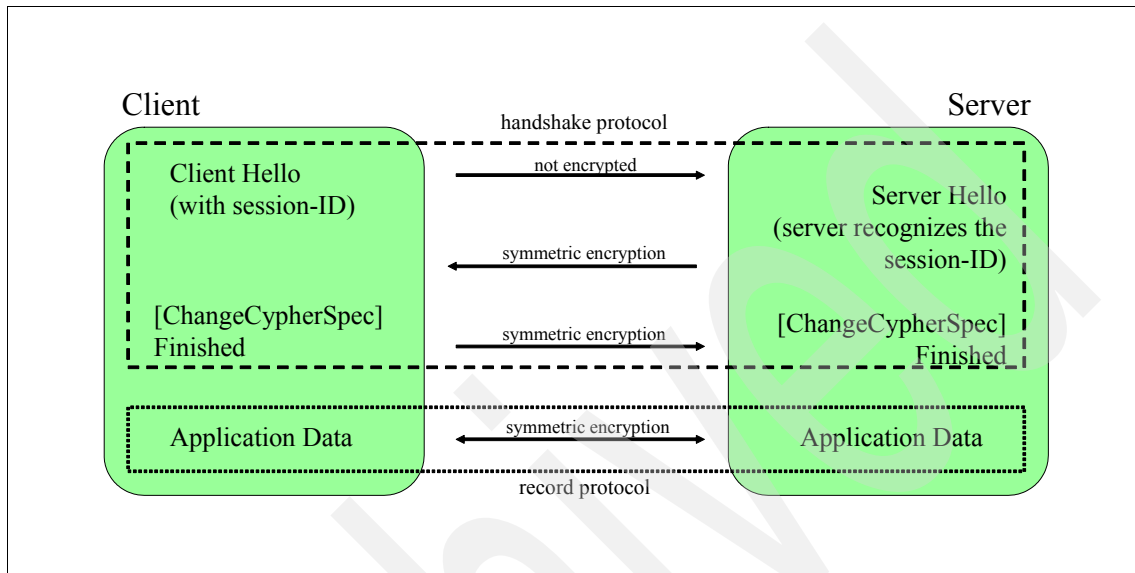 Client
Server
handshake protocol
Client Hello
(with session-ID)
not encrypted
Server Hello
(server recognizes the
session-ID)
symmetric encryption
[ChangeCypherSpec]
Finished
symmetric encryption
[ChangeCypherSpec]
Finished
Application Data
symmetric encryption
Application Data
record protocol